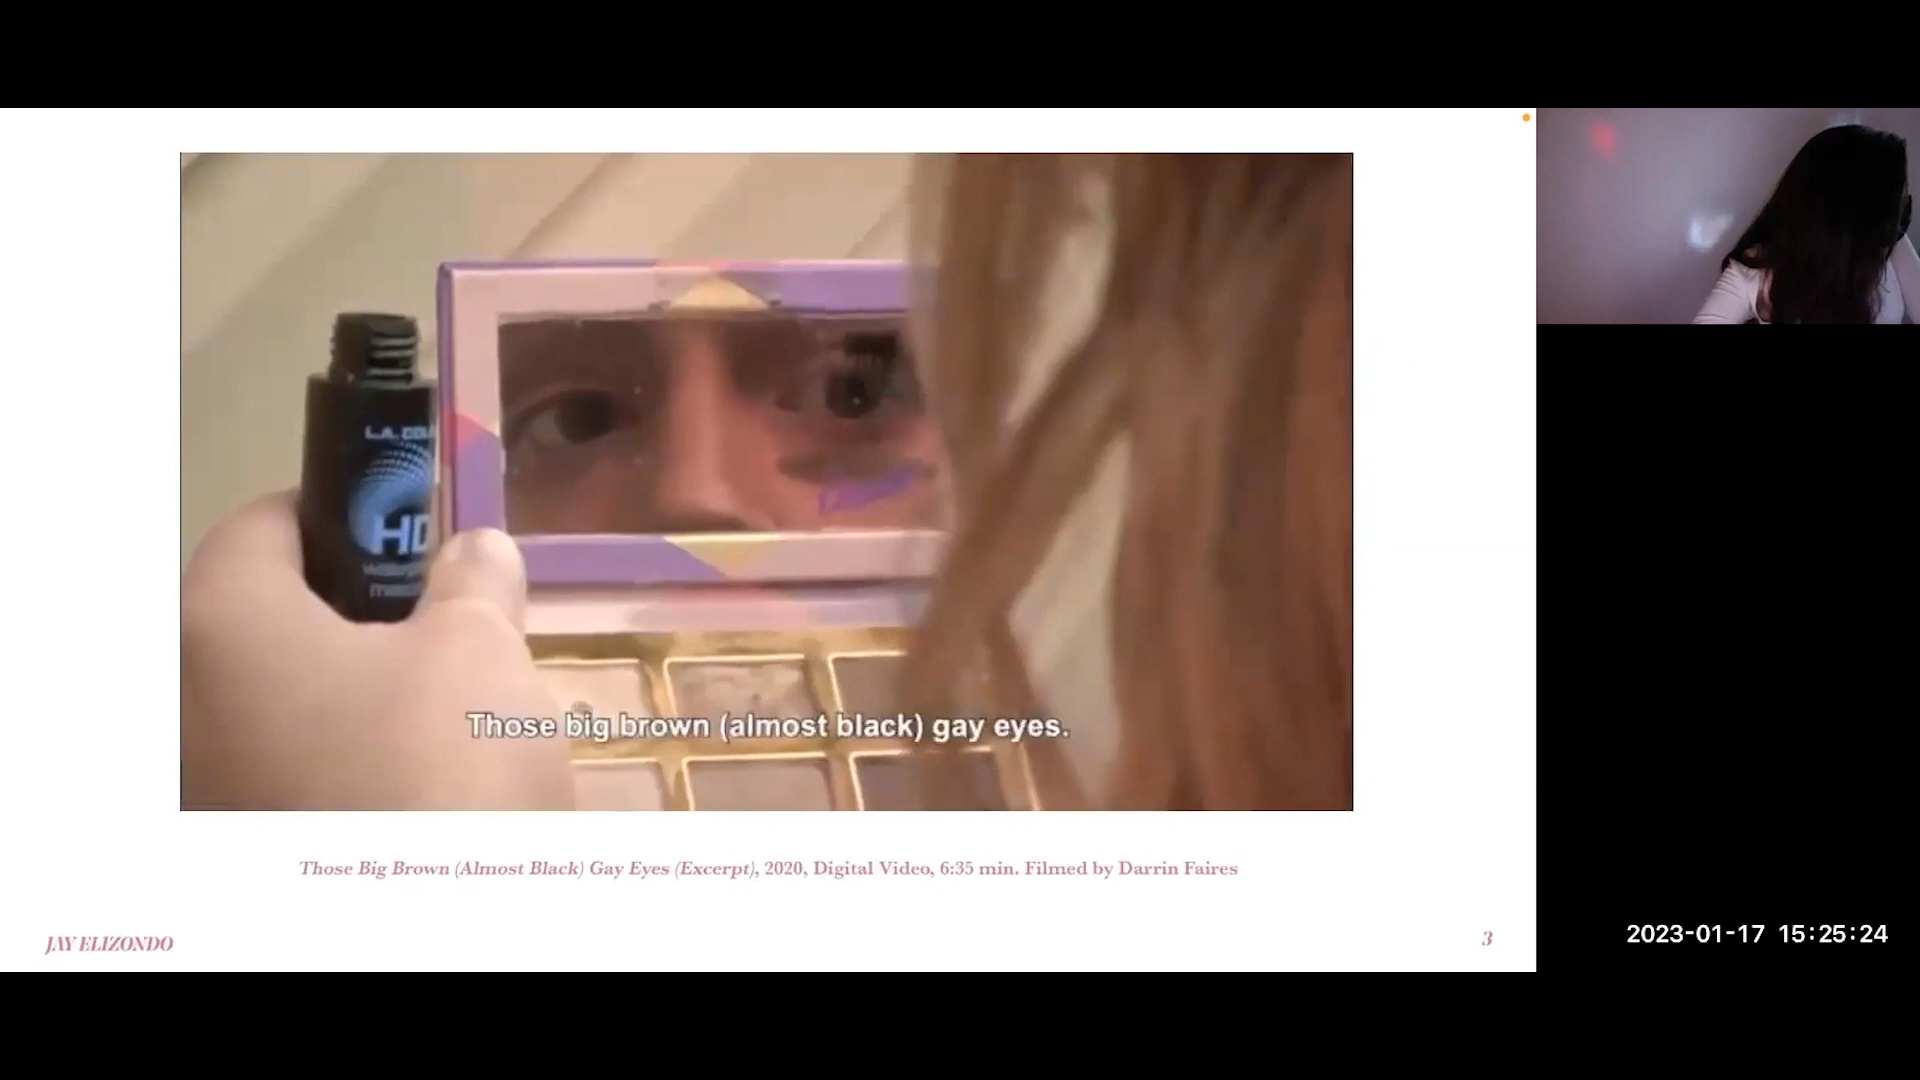 L.A. COL
HD
Those big brown (almost black) gay eyes.
Those Big Brown (Almost Black) Gay Eyes (Excerpt), 2020, Digital Video, 6:35 min. Filmed by Darrin Faires
JAY ELIZONDO
3
2023-01-17 15:25:24